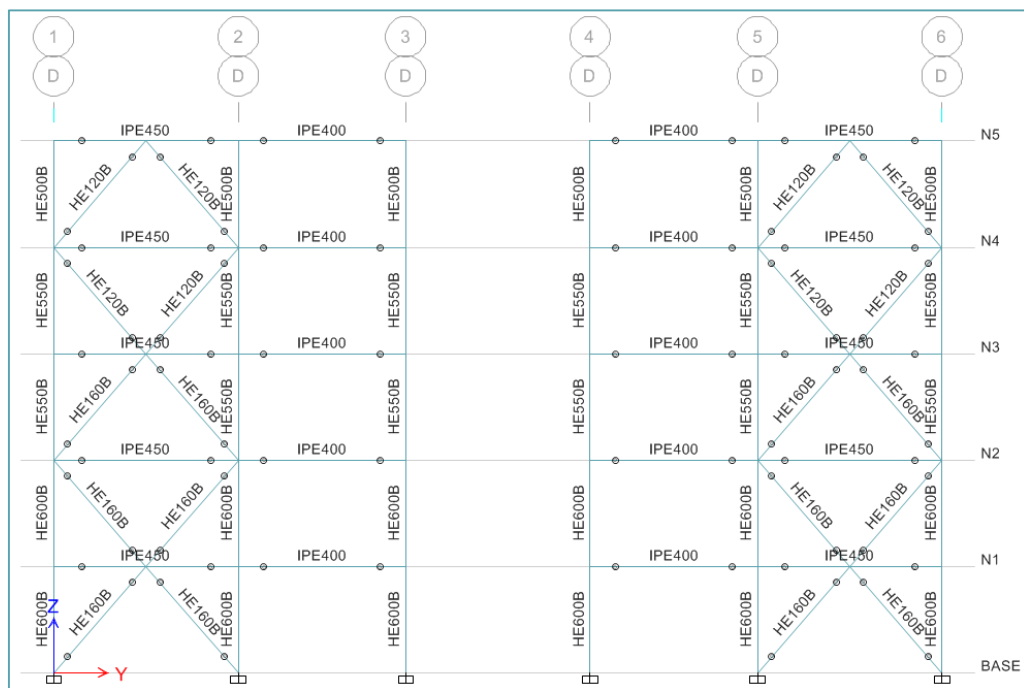 1 2 3 4 5 6
D D D D D D
IPE450 IPE400 IPE400 IPE450 N5
HE500B HE120B HE120B HE500B HE500B HE500B HE500B HE120B HE120B HE500B
IPE450 IPE400 IPE400 IPE450 N4
HE550B HE120B HE120B HE550B HE550B HE550B HE550B HE120B HE120B HE550B
IPE450 IPE400 IPE400 IPE450 N3
HE550B HE160B HE160B HE550B HE550B HE550B HE550B HE160B HE160B HE550B
IPE450 IPE400 IPE400 IPE450 N2
HE600B HE160B HE160B HE600B HE600B HE600B HE600B HE160B HE160B HE600B
IPE450 IPE400 IPE400 IPE450 N1
HE600B HE160B HE160B HE600B HE600B HE600B HE600B HE160B HE160B HE600B
Z
Y
BASE